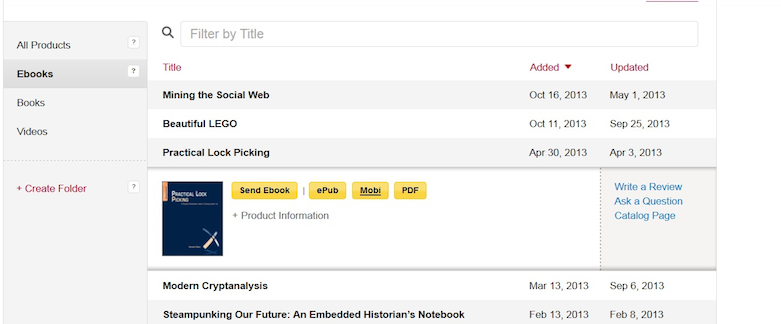 Filter by Title
All Products ?
Ebooks ?
Books
Videos
+ Create Folder ?
Title Added Updated
Mining the Social Web Oct 16, 2013 May 1, 2013
Beautiful LEGO Oct 11, 2013 Sep 25, 2013
Practical Lock Picking Apr 30, 2013 Apr 3, 2013
PRACTICAL LOCK
PICKING
Send Ebook | ePub Mobi PDF
+ Product Information
Write a Review
Ask a Question
Catalog Page
Modern Cryptanalysis Mar 13, 2013 Sep 6, 2013
Steampunking Our Future: An Embedded Historian's Notebook Feb 13, 2013 Feb 8, 2013